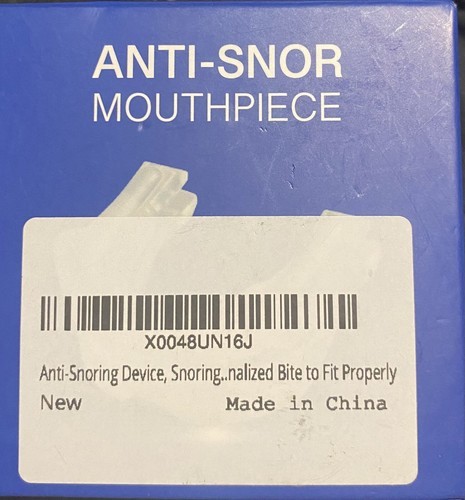 ANTI-SNOR
MOUTHPIECE
X0048UN16J
Anti-Snoring Device, Snoring..nalized Bite to Fit Properly
New Made in China